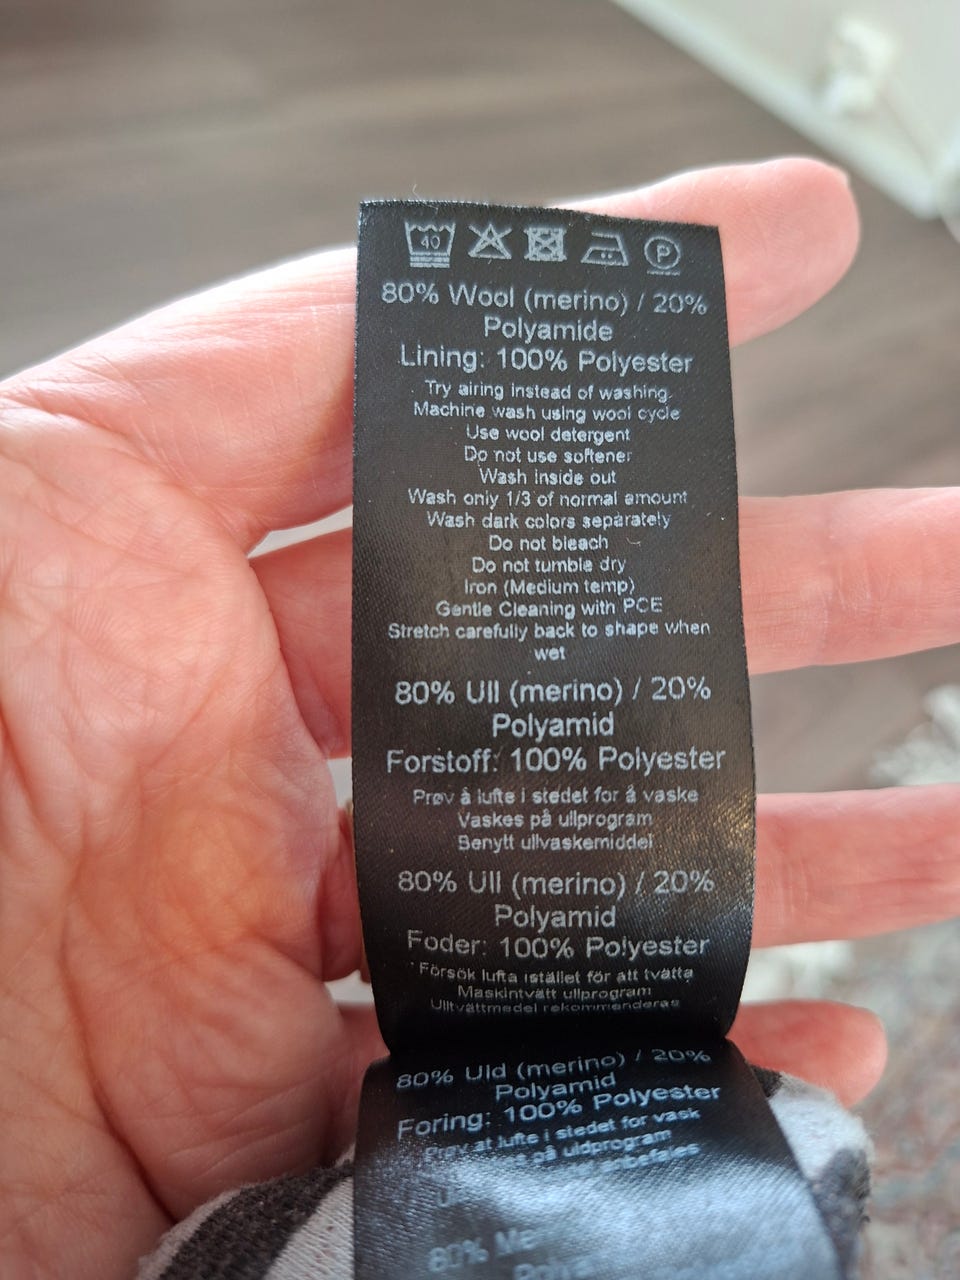 40 P
80% Wool (merino) / 20%
Polyamide
Lining: 100% Polyester
Try airing instead of washing.
Machine wash using wool cycle
Use wool detergent
Do not use softener
Wash inside out
Wash only 1/3 of normal amount
Wash dark colors separately
Do not bleach
Do not tumble dry
Iron (Medium temp)
Gentle Cleaning with PCE
Stretch carefully back to shape when
wet
80% Ull (merino) / 20%
Polyamid
Forstoff: 100% Polyester
Prøv å lufte i stedet for å vaske
Vaskes på ullprogram
Benytt ullvaskemiddel
80% Ull (merino) / 20%
Polyamid
Foder: 100% Polyester
Försök lufta istället för att tvätta
Maskintvätt ullprogram
Ulltvättmedel rekommenderas
80% Uld (merino) / 20%
Polyamid
Foring: 100% Polyester
Prøv at lufte i stedet for vask
på uldprogram
anbefales
80%